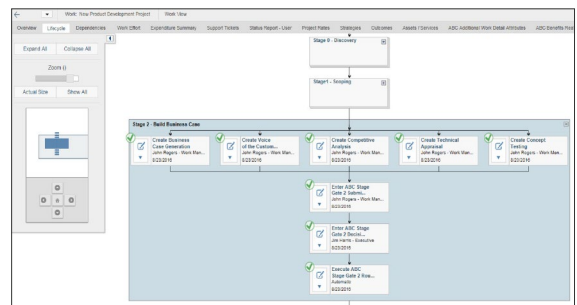 Work: New Product Development Project Work View
Overview Lifecycle Dependencies Work Effort Expenditure Summary Support Tickets Status Report - User Project Rates Strategies Outcomes Assets / Services ABC Additional Work Detail Attributes ABC Benefits Rea
Expand All Collapse All
Zoom ()
Actual Size Show All
Stage 0 - Discovery
Stage1 - Scoping
Stage 2 - Build Business Case
Create Business
Case Generation
John Rogers - Work Man...
8/23/2016
Create Voice
of the Custom...
John Rogers - Work Man...
8/23/2016
Create Competitive
Analysis
John Rogers - Work Man...
8/23/2016
Create Technical
Appraisal
John Rogers - Work Man...
8/23/2016
Create Concept
Testing
John Rogers - Work Man...
8/23/2016
Enter ABC Stage
Gate 2 Submi...
John Rogers - Work Man...
8/23/2016
Enter ABC Stage
Gate 2 Decisi...
Jim Harris - Executive
8/23/2016
Execute ABC
Stage Gate 2 Rou...
Automatic
8/23/2016